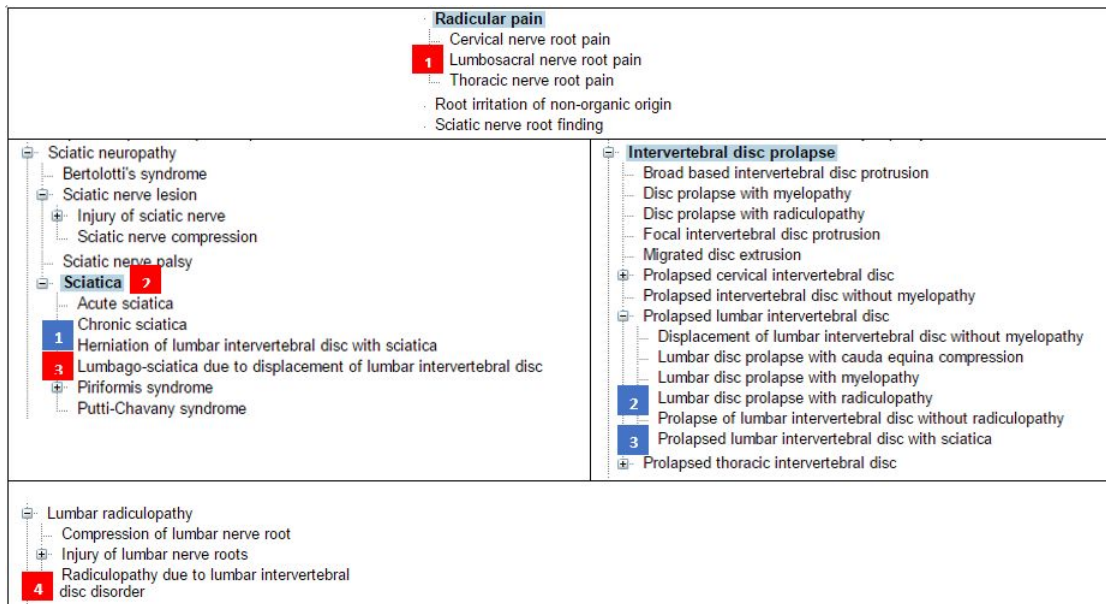 Radicular pain
Cervical nerve root pain
1 Lumbosacral nerve root pain
Thoracic nerve root pain
Root irritation of non-organic origin
Sciatic nerve root finding
Sciatic neuropathy
Bertolotti's syndrome
Sciatic nerve lesion
Injury of sciatic nerve
Sciatic nerve compression
Sciatic nerve palsy
Sciatica 2
Acute sciatica
Chronic sciatica
1 Herniation of lumbar intervertebral disc with sciatica
3 Lumbago-sciatica due to displacement of lumbar intervertebral disc
Piriformis syndrome
Putti-Chavany syndrome
Intervertebral disc prolapse
Broad based intervertebral disc protrusion
Disc prolapse with myelopathy
Disc prolapse with radiculopathy
Focal intervertebral disc protrusion
Migrated disc extrusion
Prolapsed cervical intervertebral disc
Prolapsed intervertebral disc without myelopathy
Prolapsed lumbar intervertebral disc
Displacement of lumbar intervertebral disc without myelopathy
Lumbar disc prolapse with cauda equina compression
Lumbar disc prolapse with myelopathy
2 Lumbar disc prolapse with radiculopathy
Prolapse of lumbar intervertebral disc without radiculopathy
3 Prolapsed lumbar intervertebral disc with sciatica
Prolapsed thoracic intervertebral disc
Lumbar radiculopathy
Compression of lumbar nerve root
Injury of lumbar nerve roots
Radiculopathy due to lumbar intervertebral
4 disc disorder